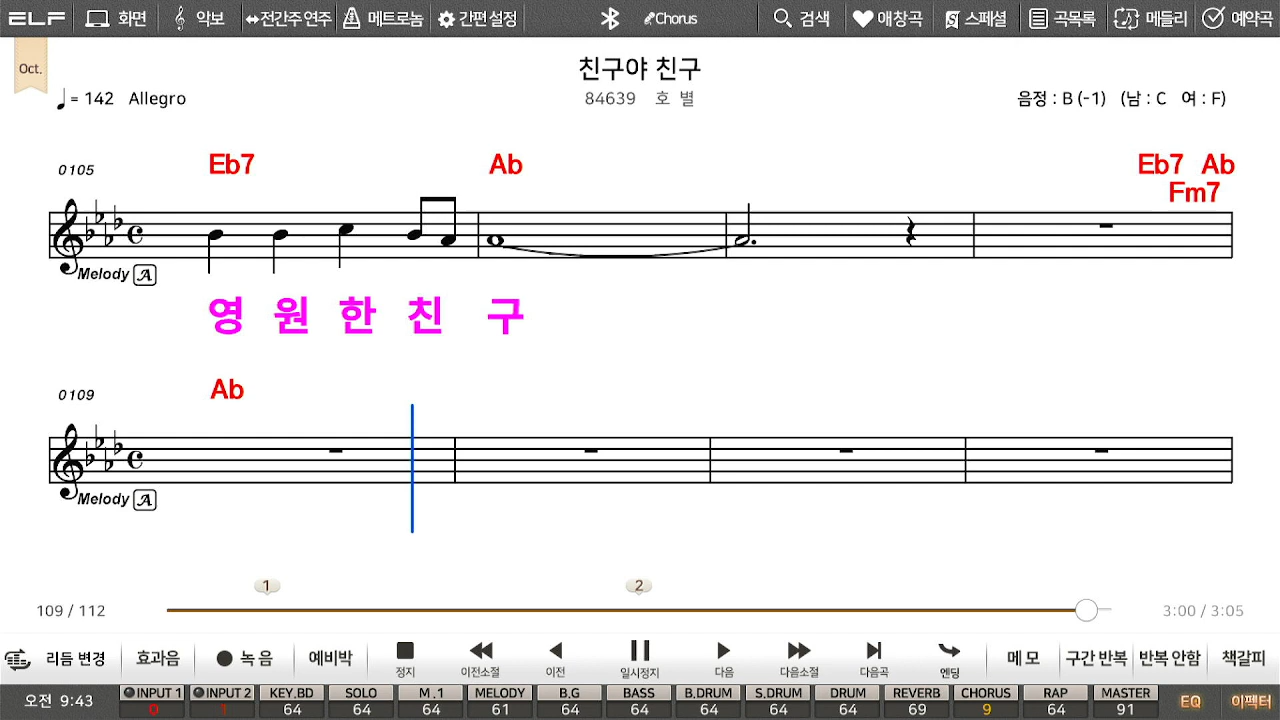 ELF 화면 악보 전간주 연주 메트로놈 간편 설정 Chorus 검색 애창곡 스페셜 곡목록 메들리 예약곡
Oct.
친구야 친구
84639 호 별
♩ = 142 Allegro
음정 : B (-1) (남 : C 여 : F)
0105 Eb7 Ab Eb7 Ab
Fm7
Melody A
영 원 한 친 구
0109 Ab
Melody A
1 2
109 / 112 3:00 / 3:05
리듬 변경 효과음 녹 음 예비박 정지 이전소절 이전 일시정지 다음 다음소절 다음곡 엔딩 메 모 구간 반복 반복 안함 책갈피
오전 9:43 INPUT 1 INPUT 2 KEY.BD SOLO M .1 MELODY B,G BASS B,DRUM S,DRUM DRUM REVERB CHORUS RAP MASTER EQ 이펙터
0 1 64 64 64 61 64 64 64 64 64 69 9 64 91